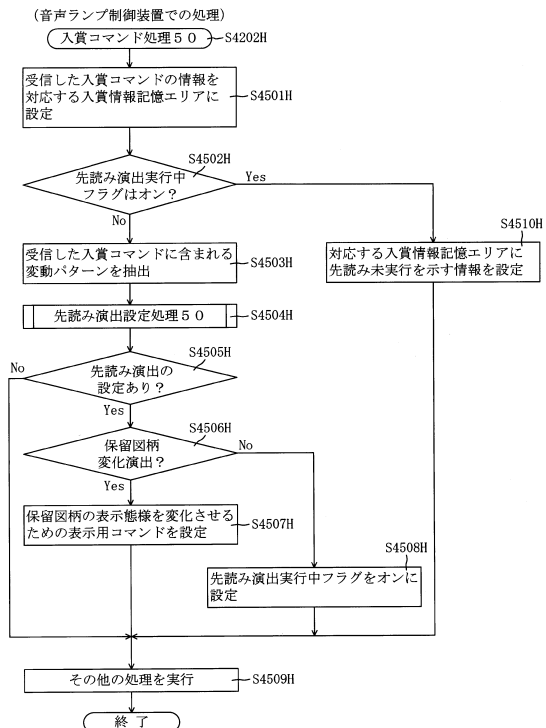 (音声ランプ制御装置での処理)
入賞コマンド処理50
S4202H
受信した入賞コマンドの情報を
対応する入賞情報記憶エリアに
設定
S4501H
S4502H
先読み演出実行中
フラグはオン?
Yes
No
S4510H
対応する入賞情報記憶エリアに
先読み未実行を示す情報を設定
受信した入賞コマンドに含まれる
変動パターンを抽出
S4503H
先読み演出設定処理50
S4504H
S4505H
No
先読み演出の
設定あり?
Yes
S4506H
保留図柄
変化演出?
No
Yes
保留図柄の表示態様を変化させる
ための表示用コマンドを設定
S4507H
S4508H
先読み演出実行中フラグをオンに
設定
その他の処理を実行
S4509H
終了